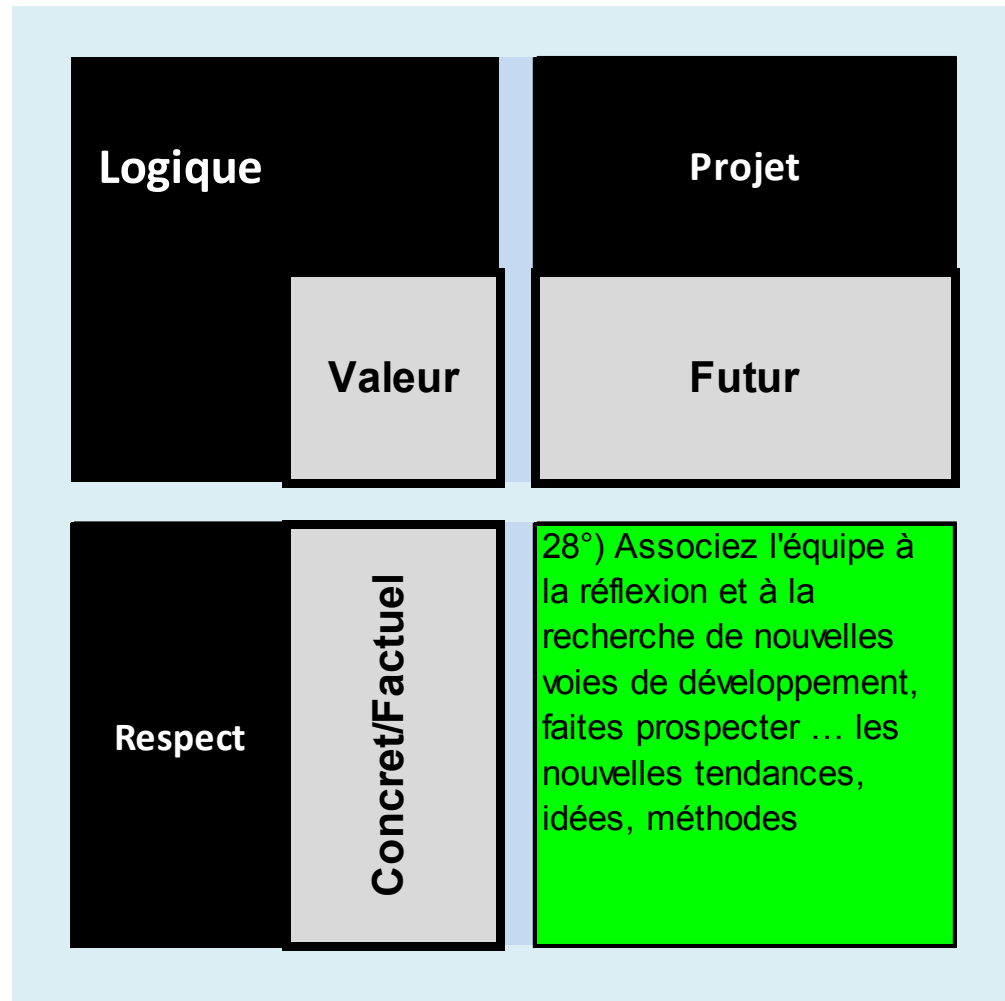 Logique
Projet
Valeur
Futur
Respect
Concret/Factuel
28°) Associez l'équipe à
la réflexion et à la
recherche de nouvelles
voies de développement,
faites prospecter … les
nouvelles tendances,
idées, méthodes